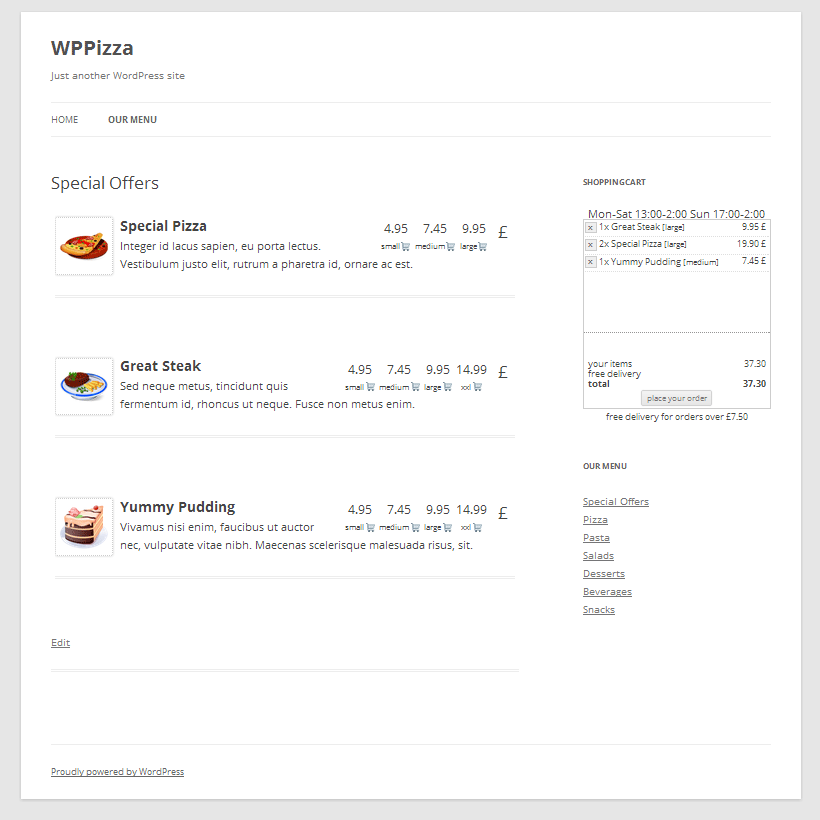 WPPizza
Just another WordPress site
HOME OUR MENU
Special Offers
Special Pizza
4.95 7.45 9.95 £
small medium large
Integer id lacus sapien, eu porta lectus.
Vestibulum justo elit, rutrum a pharetra id, ornare ac est.
Great Steak
4.95 7.45 9.95 14.99 £
small medium large xxl
Sed neque metus, tincidunt quis
fermentum id, rhoncus ut neque. Fusce non metus enim.
Yummy Pudding
4.95 7.45 9.95 14.99 £
small medium large xxl
Vivamus nisi enim, faucibus ut auctor
nec, vulputate vitae nibh. Maecenas scelerisque malesuada risus, sit.
Edit
SHOPPINGCART
Mon-Sat 13:00-2:00 Sun 17:00-2:00
x 1x Great Steak [large] 9.95 £
x 2x Special Pizza [large] 19.90 £
x 1x Yummy Pudding [medium] 7.45 £
your items 37.30
free delivery
total 37.30
place your order
free delivery for orders over £7.50
OUR MENU
Special Offers
Pizza
Pasta
Salads
Desserts
Beverages
Snacks
Proudly powered by WordPress